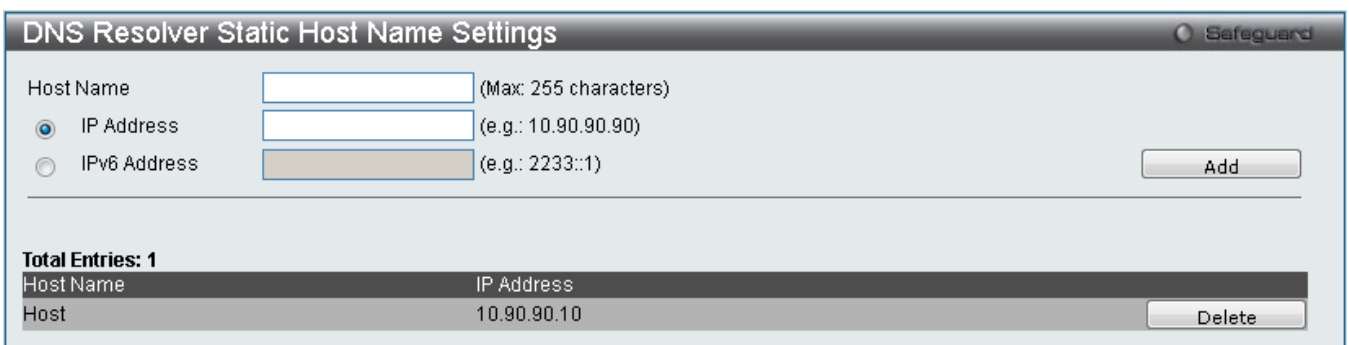 DNS Resolver Static Host Name Settings
Safeguard
Host Name (Max: 255 characters)
IP Address (e.g.: 10.90.90.90)
IPv6 Address (e.g.: 2233::1) Add
Total Entries: 1
Host Name IP Address
Host 10.90.90.10 Delete